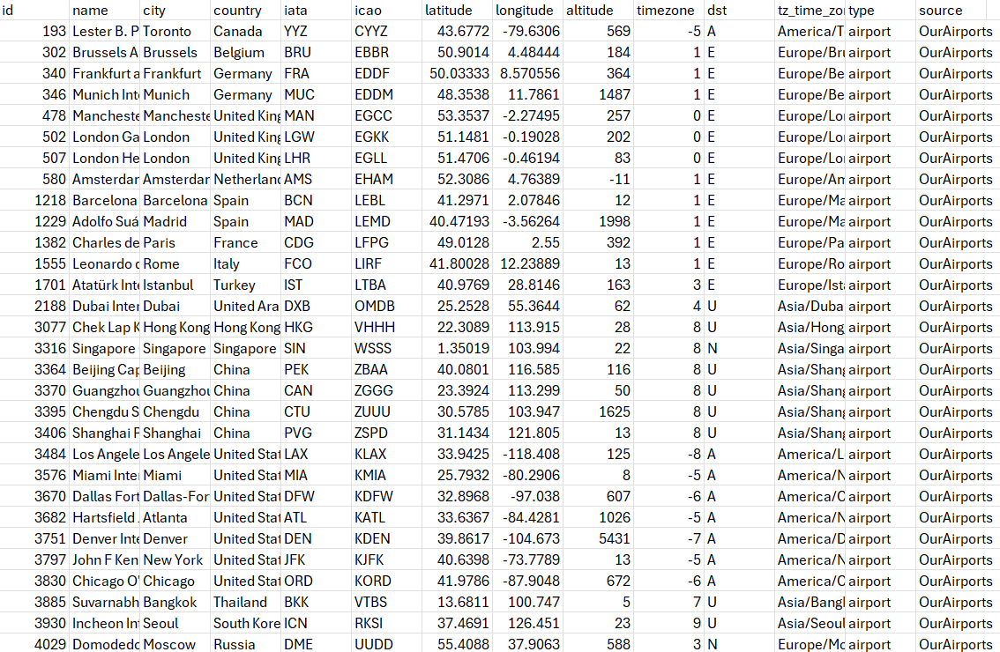 id name city country iata icao latitude longitude altitude timezone dst tz_time_zo type source
193 Lester B. P Toronto Canada YYZ CYYZ 43.6772 -79.6306 569 -5 A America/T airport OurAirports
302 Brussels A Brussels Belgium BRU EBBR 50.9014 4.48444 184 1 E Europe/Bru airport OurAirports
340 Frankfurt a Frankfurt Germany FRA EDDF 50.03333 8.570556 364 1 E Europe/Be airport OurAirports
346 Munich Int Munich Germany MUC EDDM 48.3538 11.7861 1487 1 E Europe/Be airport OurAirports
478 Mancheste Mancheste United King MAN EGCC 53.3537 -2.27495 257 0 E Europe/Lo airport OurAirports
502 London Ga London United King LGW EGKK 51.1481 -0.19028 202 0 E Europe/Lo airport OurAirports
507 London He London United King LHR EGLL 51.4706 -0.46194 83 0 E Europe/Lo airport OurAirports
580 Amsterdar Amsterdar Netherland AMS EHAM 52.3086 4.76389 -11 1 E Europe/Am airport OurAirports
1218 Barcelona Barcelona Spain BCN LEBL 41.2971 2.07846 12 1 E Europe/Ma airport OurAirports
1229 Adolfo Suá Madrid Spain MAD LEMD 40.47193 -3.56264 1998 1 E Europe/Ma airport OurAirports
1382 Charles de Paris France CDG LFPG 49.0128 2.55 392 1 E Europe/Pa airport OurAirports
1555 Leonardo d Rome Italy FCO LIRF 41.80028 12.23889 13 1 E Europe/Ro airport OurAirports
1701 Atatürk Int Istanbul Turkey IST LTBA 40.9769 28.8146 163 3 E Europe/Ist airport OurAirports
2188 Dubai Inter Dubai United Ara DXB OMDB 25.2528 55.3644 62 4 U Asia/Duba airport OurAirports
3077 Chek Lap K Hong Kong Hong Kong HKG VHHH 22.3089 113.915 28 8 U Asia/Hong airport OurAirports
3316 Singapore Singapore Singapore SIN WSSS 1.35019 103.994 22 8 N Asia/Singa airport OurAirports
3364 Beijing Cap Beijing China PEK ZBAA 40.0801 116.585 116 8 U Asia/Shang airport OurAirports
3370 Guangzhou Guangzhou China CAN ZGGG 23.3924 113.299 50 8 U Asia/Shang airport OurAirports
3395 Chengdu S Chengdu China CTU ZUUU 30.5785 103.947 1625 8 U Asia/Shang airport OurAirports
3406 Shanghai P Shanghai China PVG ZSPD 31.1434 121.805 13 8 U Asia/Shang airport OurAirports
3484 Los Angele Los Angele United Stat LAX KLAX 33.9425 -118.408 125 -8 A America/L airport OurAirports
3576 Miami Inte Miami United Stat MIA KMIA 25.7932 -80.2906 8 -5 A America/N airport OurAirports
3670 Dallas Fort Dallas-For United Stat DFW KDFW 32.8968 -97.038 607 -6 A America/C airport OurAirports
3682 Hartsfield Atlanta United Stat ATL KATL 33.6367 -84.4281 1026 -5 A America/N airport OurAirports
3751 Denver Inte Denver United Stat DEN KDEN 39.8617 -104.673 5431 -7 A America/D airport OurAirports
3797 John F Ken New York United Stat JFK KJFK 40.6398 -73.7789 13 -5 A America/N airport OurAirports
3830 Chicago O' Chicago United Stat ORD KORD 41.9786 -87.9048 672 -6 A America/C airport OurAirports
3885 Suvarnabh Bangkok Thailand BKK VTBS 13.6811 100.747 5 7 U Asia/Bangl airport OurAirports
3930 Incheon Int Seoul South Kore ICN RKSI 37.4691 126.451 23 9 U Asia/Seoul airport OurAirports
4029 Domodedo Moscow Russia DME UUDD 55.4088 37.9063 588 3 N Europe/Mo airport OurAirports